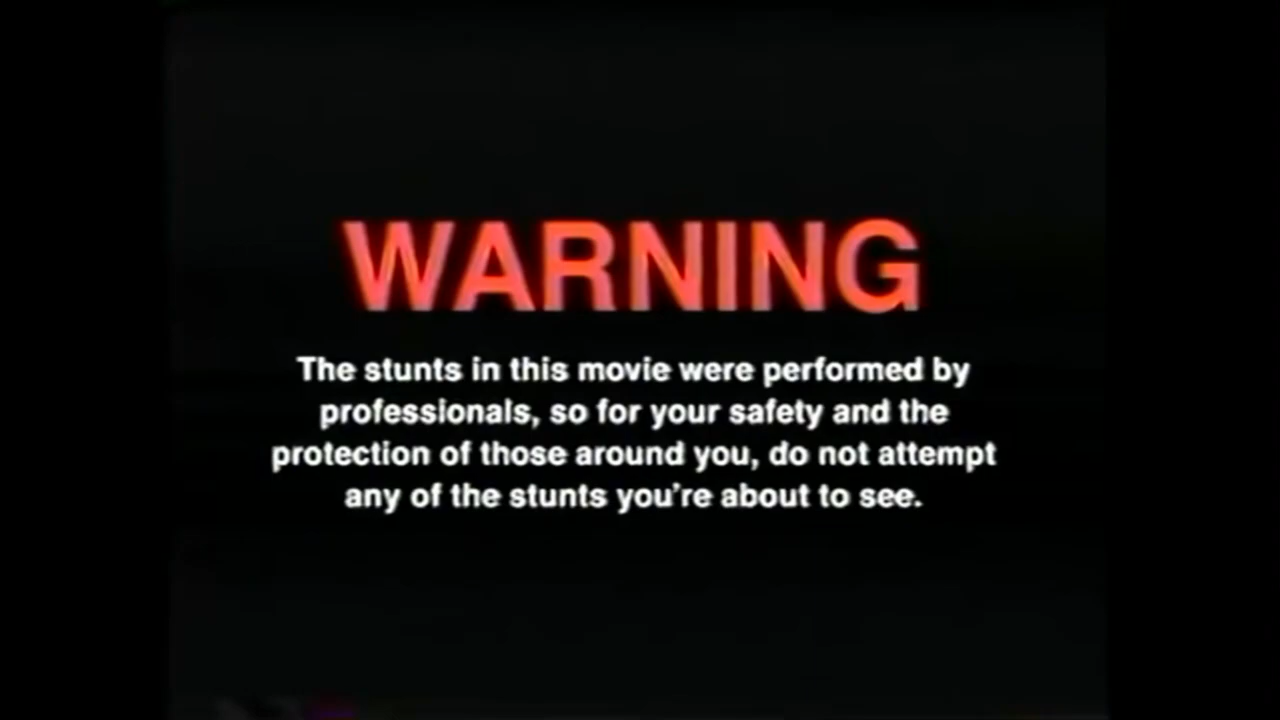 WARNING
The stunts in this movie were performed by
professionals, so for your safety and the
protection of those around you, do not attempt
any of the stunts you're about to see.